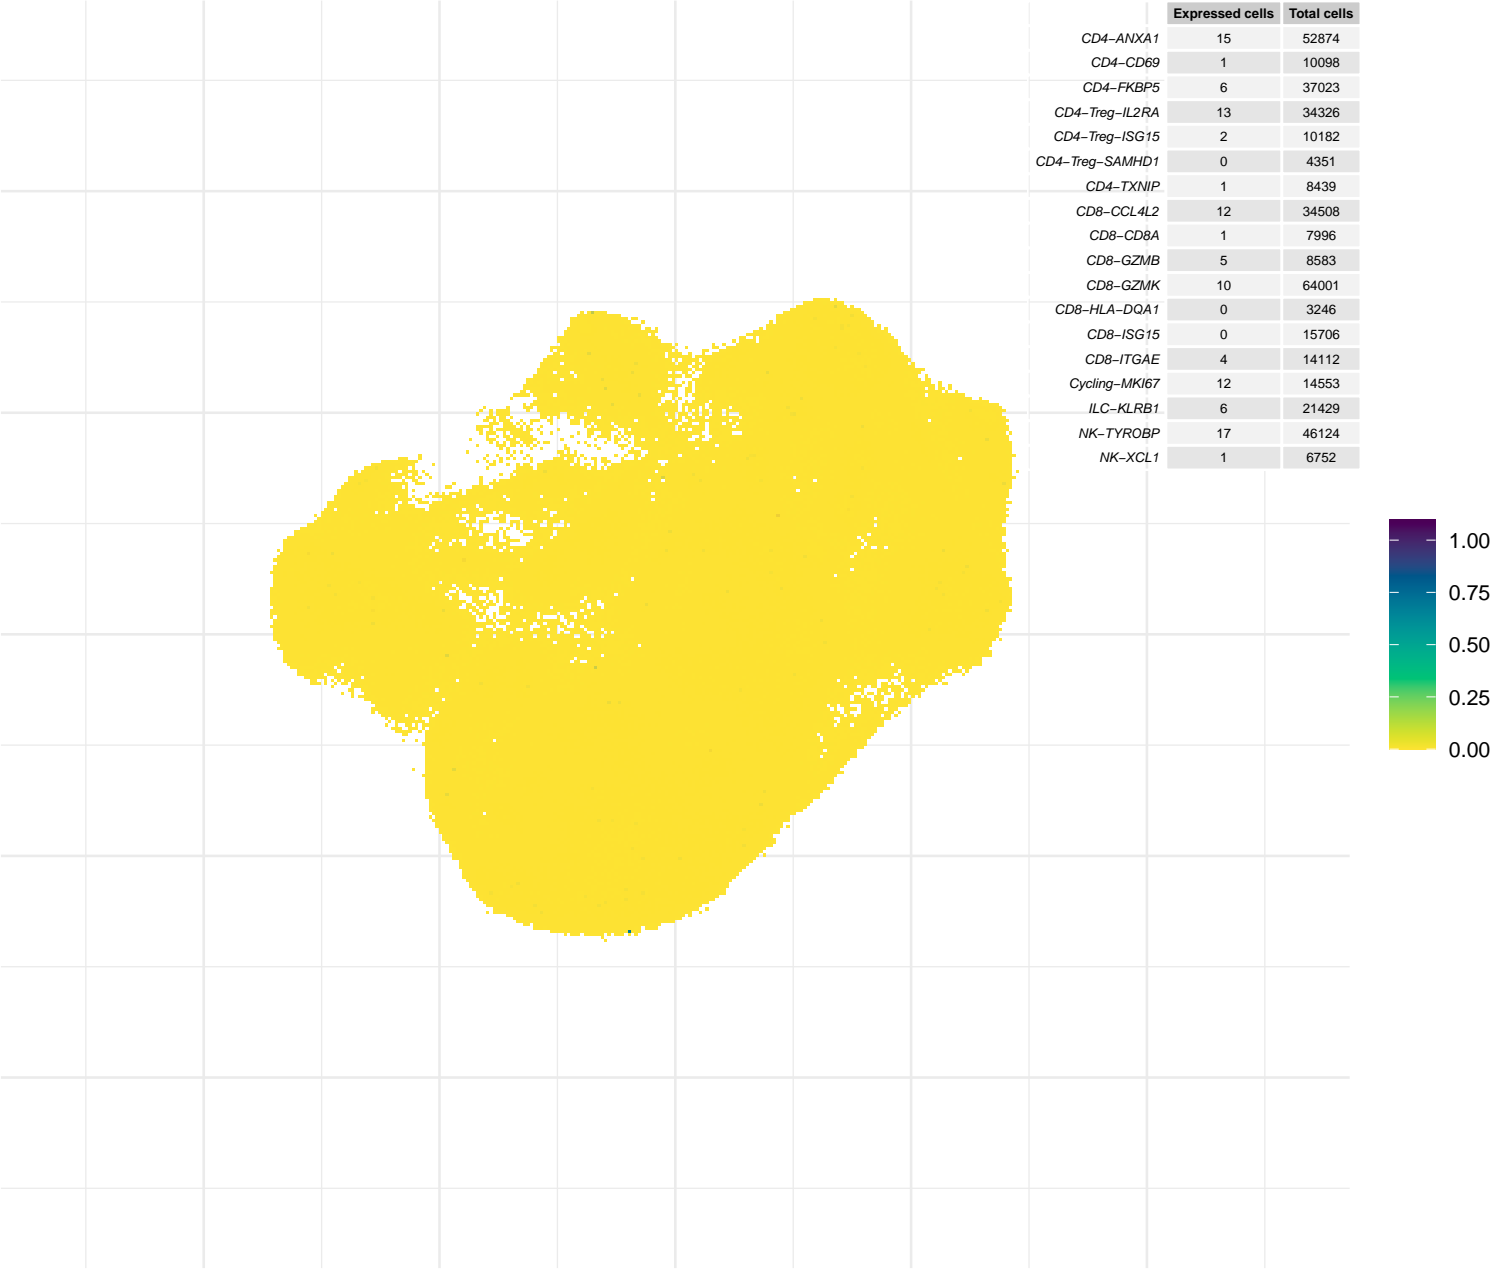 Expressed cells Total cells
CD4−ANXA1 15 52874
CD4−CD69 1 10098
CD4−FKBP5 6 37023
CD4−Treg−IL2RA 13 34326
CD4−Treg−ISG15 2 10182
CD4−Treg−SAMHD1 0 4351
CD4−TXNIP 1 8439
CD8−CCL4L2 12 34508
CD8−CD8A 1 7996
CD8−GZMB 5 8583
CD8−GZMK 10 64001
CD8−HLA−DQA1 0 3246
CD8−ISG15 0 15706
CD8−ITGAE 4 14112
Cycling−MKI67 12 14553
ILC−KLRB1 6 21429
NK−TYROBP 17 46124
NK−XCL1 1 6752
1.00
0.75
0.50
0.25
0.00